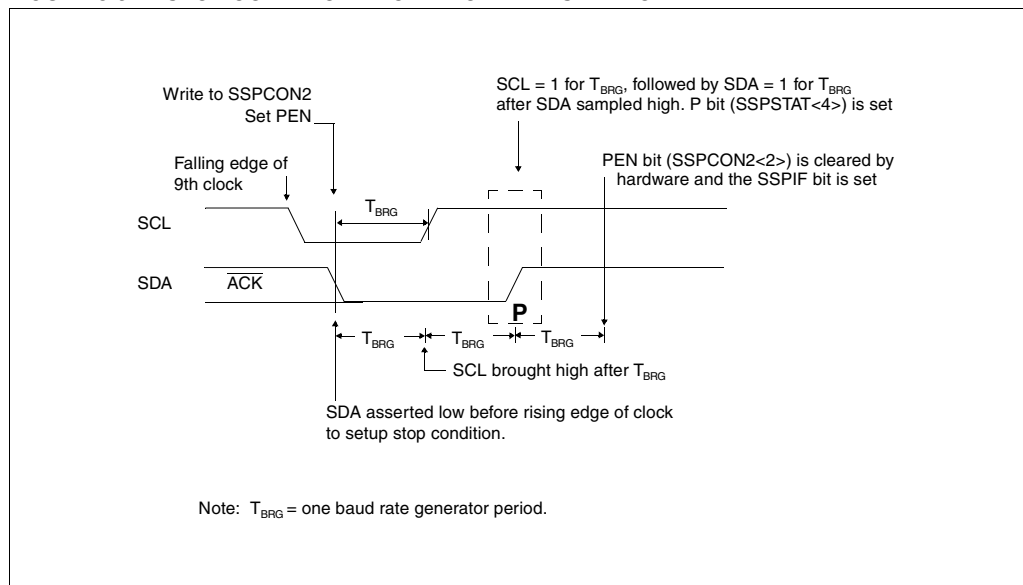 Write to SSPCON2
Set PEN
SCL = 1 for TBRG, followed by SDA = 1 for TBRG
after SDA sampled high. P bit (SSPSTAT<4>) is set
Falling edge of
9th clock
PEN bit (SSPCON2<2>) is cleared by
hardware and the SSPIF bit is set
TBRG
SCL
SDA
ACK
P
TBRG
TBRG
TBRG
SCL brought high after TBRG
SDA asserted low before rising edge of clock
to setup stop condition.
Note: TBRG = one baud rate generator period.